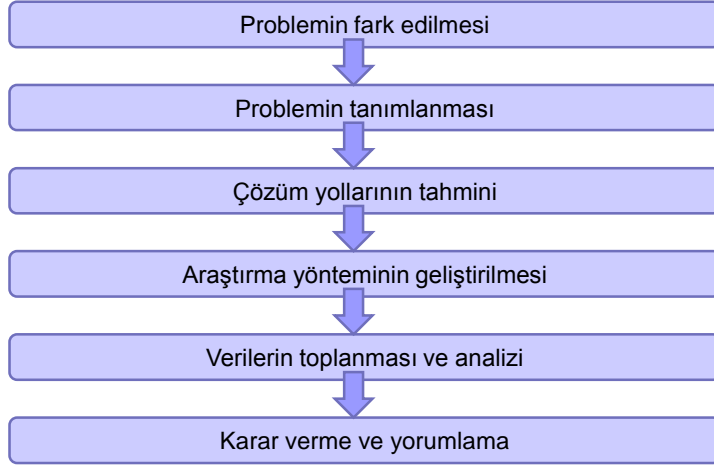 Problemin fark edilmesi
Problemin tanımlanması
Çözüm yollarının tahmini
Araştırma yönteminin geliştirilmesi
Verilerin toplanması ve analizi
Karar verme ve yorumlama